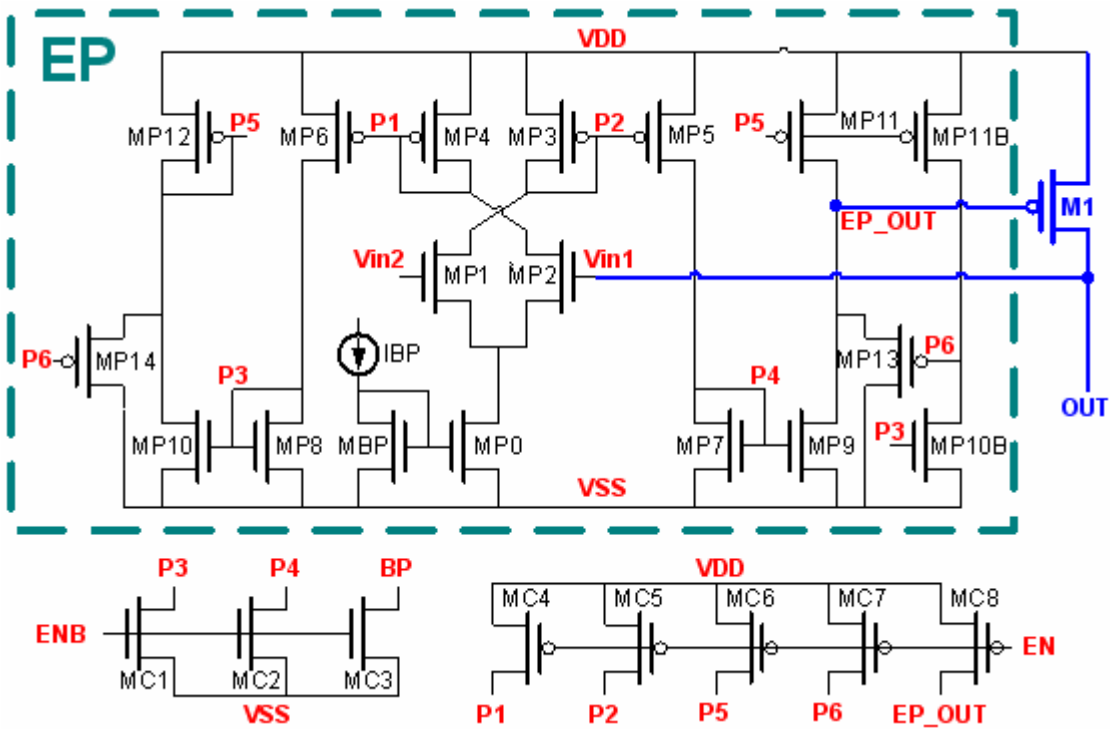 EP
VDD
MP12 P5 MP6 P1 MP4 MP3 P2 MP5 P5 MP11 MP11B
M1
EP_OUT
Vin2 MP1 MP2 Vin1
P6 MP14 IBP MP13 P6
P3 P4
OUT
MP10 MP8 MBP MP0 MP7 MP9 P3 MP10B
VSS
P3 P4 BP
ENB
MC1 MC2 MC3
VSS
VDD
MC4 MC5 MC6 MC7 MC8
EN
P1 P2 P5 P6 EP_OUT